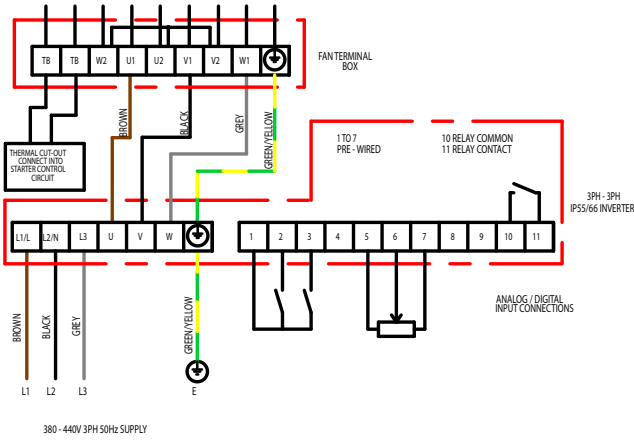 TB TB W2 U1 U2 V1 V2 W1
FAN TERMINAL
BOX
BROWN
BLACK
GREY
GREEN/YELLOW
THERMAL CUT-OUT
CONNECT INTO
STARTER CONTROL
CIRCUIT
1 TO 7
PRE - WIRED
10 RELAY COMMON
11 RELAY CONTACT
3PH - 3PH
IP55/66 INVERTER
L1/L L2/N L3 U V W
1 2 3 4 5 6 7 8 9 10 11
ANALOG / DIGITAL
INPUT CONNECTIONS
BROWN
BLACK
GREY
GREEN/YELLOW
L1 L2 L3 E
380 - 440V 3PH 50Hz SUPPLY